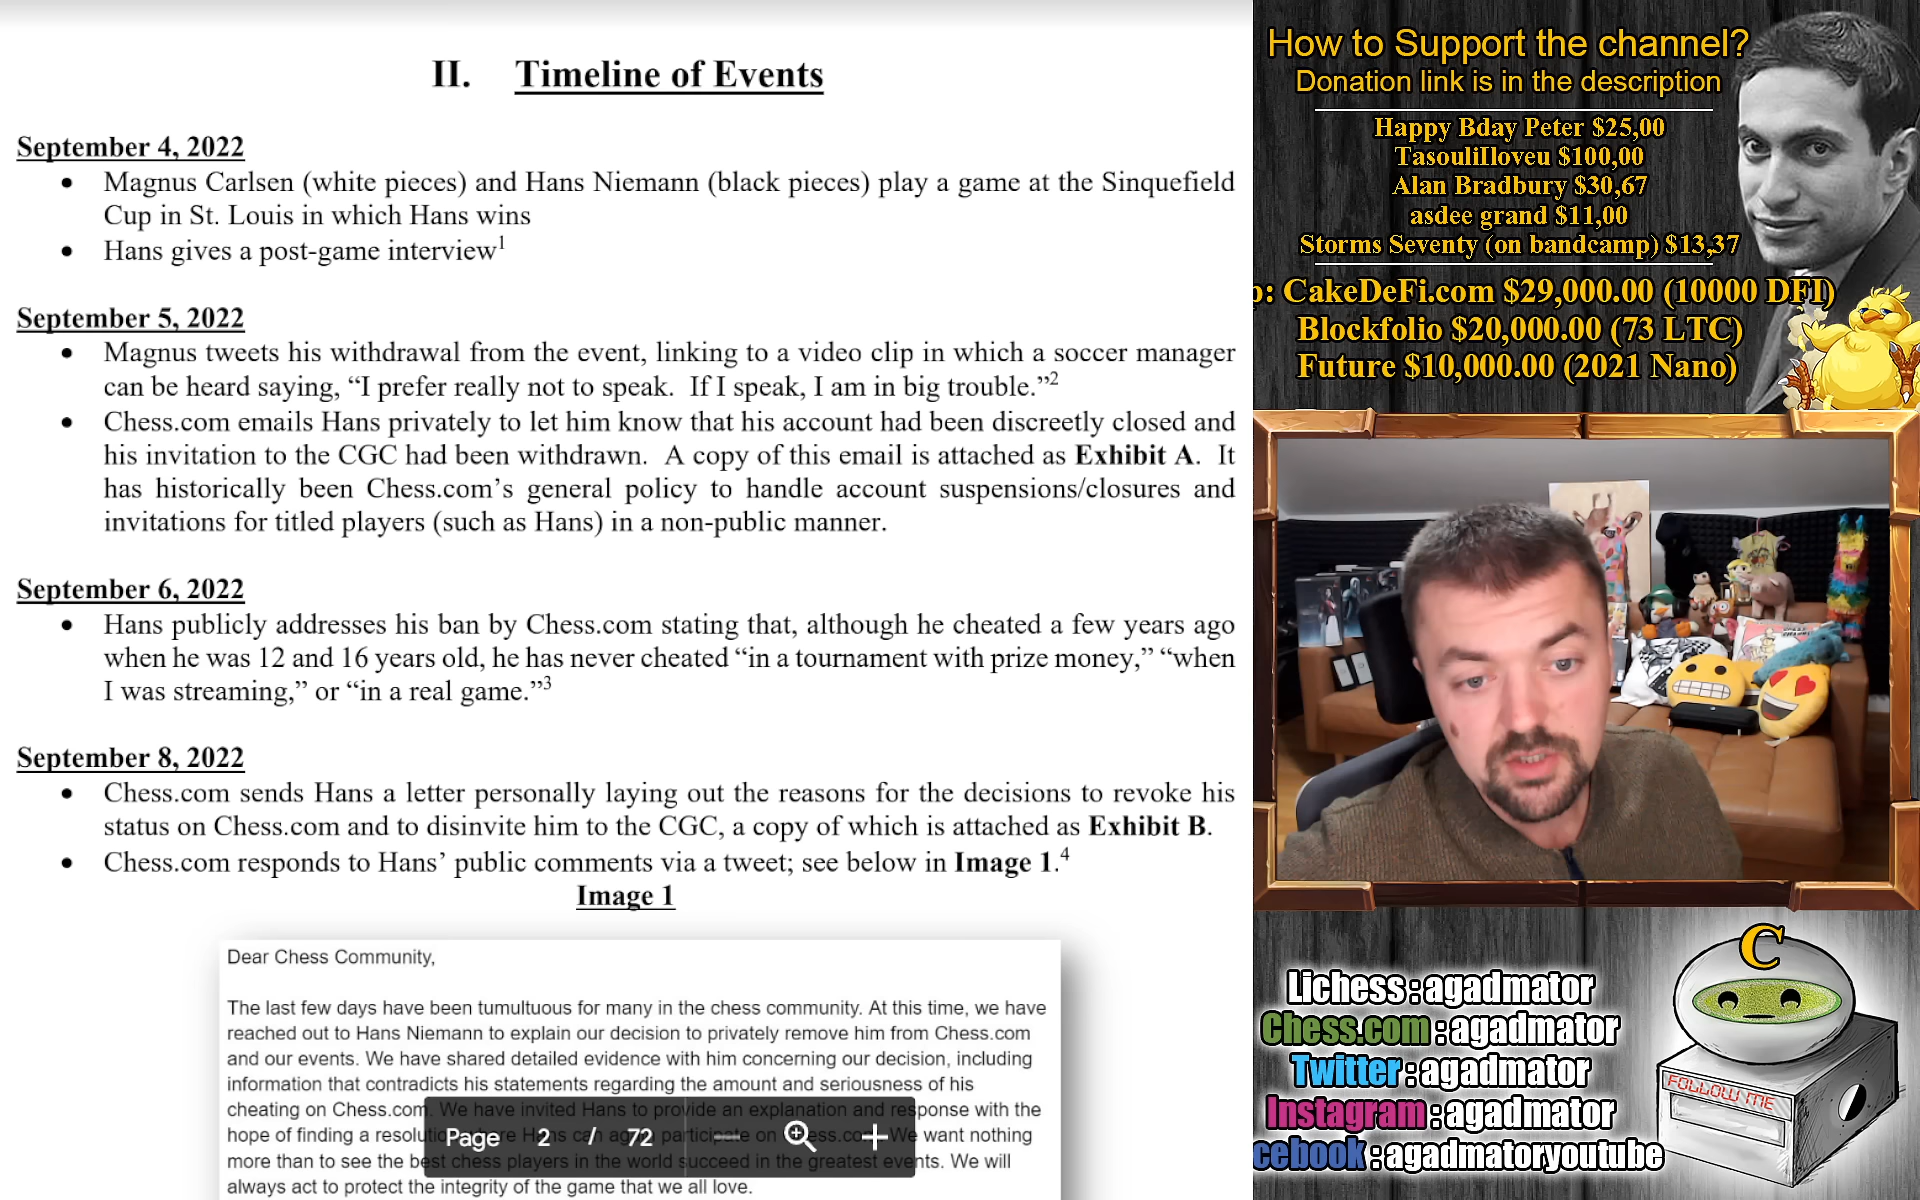 II. Timeline of Events
September 4, 2022
• Magnus Carlsen (white pieces) and Hans Niemann (black pieces) play a game at the Sinquefield
Cup in St. Louis in which Hans wins
• Hans gives a post-game interview1
September 5, 2022
• Magnus tweets his withdrawal from the event, linking to a video clip in which a soccer manager
can be heard saying, “I prefer really not to speak. If I speak, I am in big trouble.”2
• Chess.com emails Hans privately to let him know that his account had been discreetly closed and
his invitation to the CGC had been withdrawn. A copy of this email is attached as Exhibit A. It
has historically been Chess.com’s general policy to handle account suspensions/closures and
invitations for titled players (such as Hans) in a non-public manner.
September 6, 2022
• Hans publicly addresses his ban by Chess.com stating that, although he cheated a few years ago
when he was 12 and 16 years old, he has never cheated “in a tournament with prize money,” “when
I was streaming,” or “in a real game.”3
September 8, 2022
• Chess.com sends Hans a letter personally laying out the reasons for the decisions to revoke his
status on Chess.com and to disinvite him to the CGC, a copy of which is attached as Exhibit B.
• Chess.com responds to Hans’ public comments via a tweet; see below in Image 1.4
Image 1
Dear Chess Community,
The last few days have been tumultuous for many in the chess community. At this time, we have
reached out to Hans Niemann to explain our decision to privately remove him from Chess.com
and our events. We have shared detailed evidence with him concerning our decision, including
information that contradicts his statements regarding the amount and seriousness of his
cheating on Chess.com. We have invited Hans to provide an explanation and response with the
hope of finding a Hans can participate on We want nothing
more than to see the best chess players in the world succeed in the greatest events. We will
always act to protect the integrity of the game that we all love.
Page 2 / 72
How to Support the channel?
Donation link is in the description
Happy Bday Peter $25,00
TasouliIloveu $100,00
Alan Bradbury $30,67
asdee grand $11,00
Storms Seventy (on bandcamp) $13,37
: CakeDeFi.com $29,000.00 (10000 DFI)
Blockfolio $20,000.00 (73 LTC)
Future $10,000.00 (2021 Nano)
Lichess:agadmator
Chess.com:agadmator
Twitter:agadmator
Instagram:agadmator
cebook:agadmatoryoutube
C
FOLLOW ME